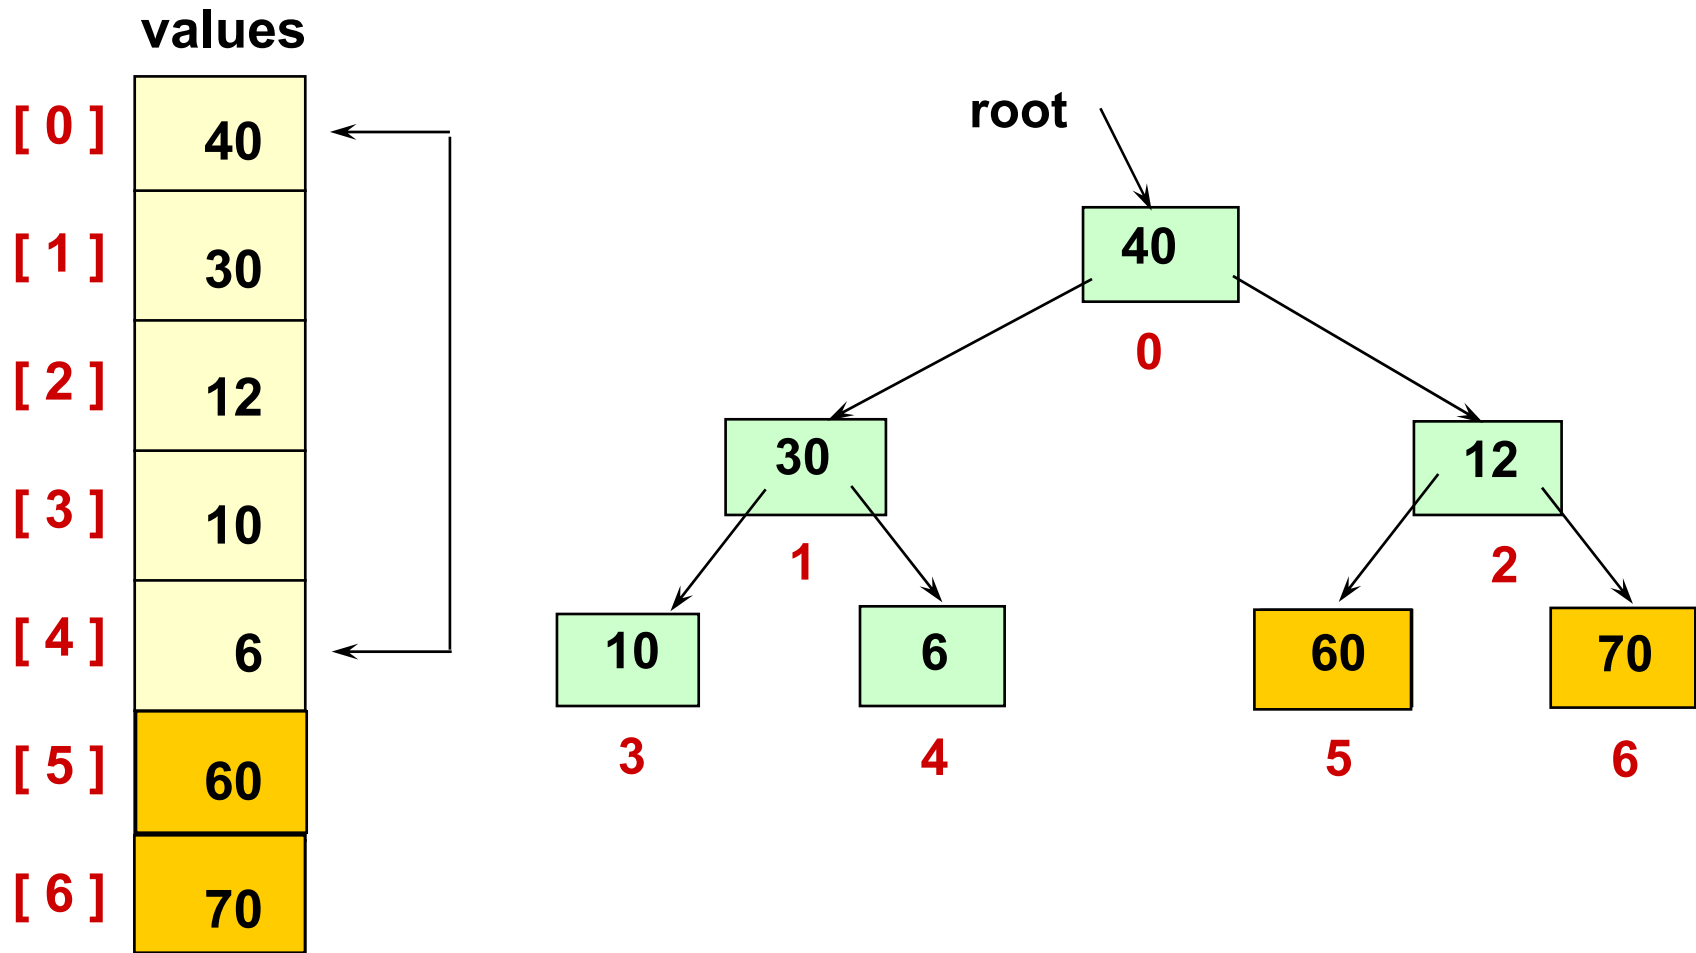 values
[ 0 ] 40
[ 1 ] 30
[ 2 ] 12
[ 3 ] 10
[ 4 ] 6
[ 5 ] 60
[ 6 ] 70
root
40
0
30 12
1 2
10 6 60 70
3 4 5 6